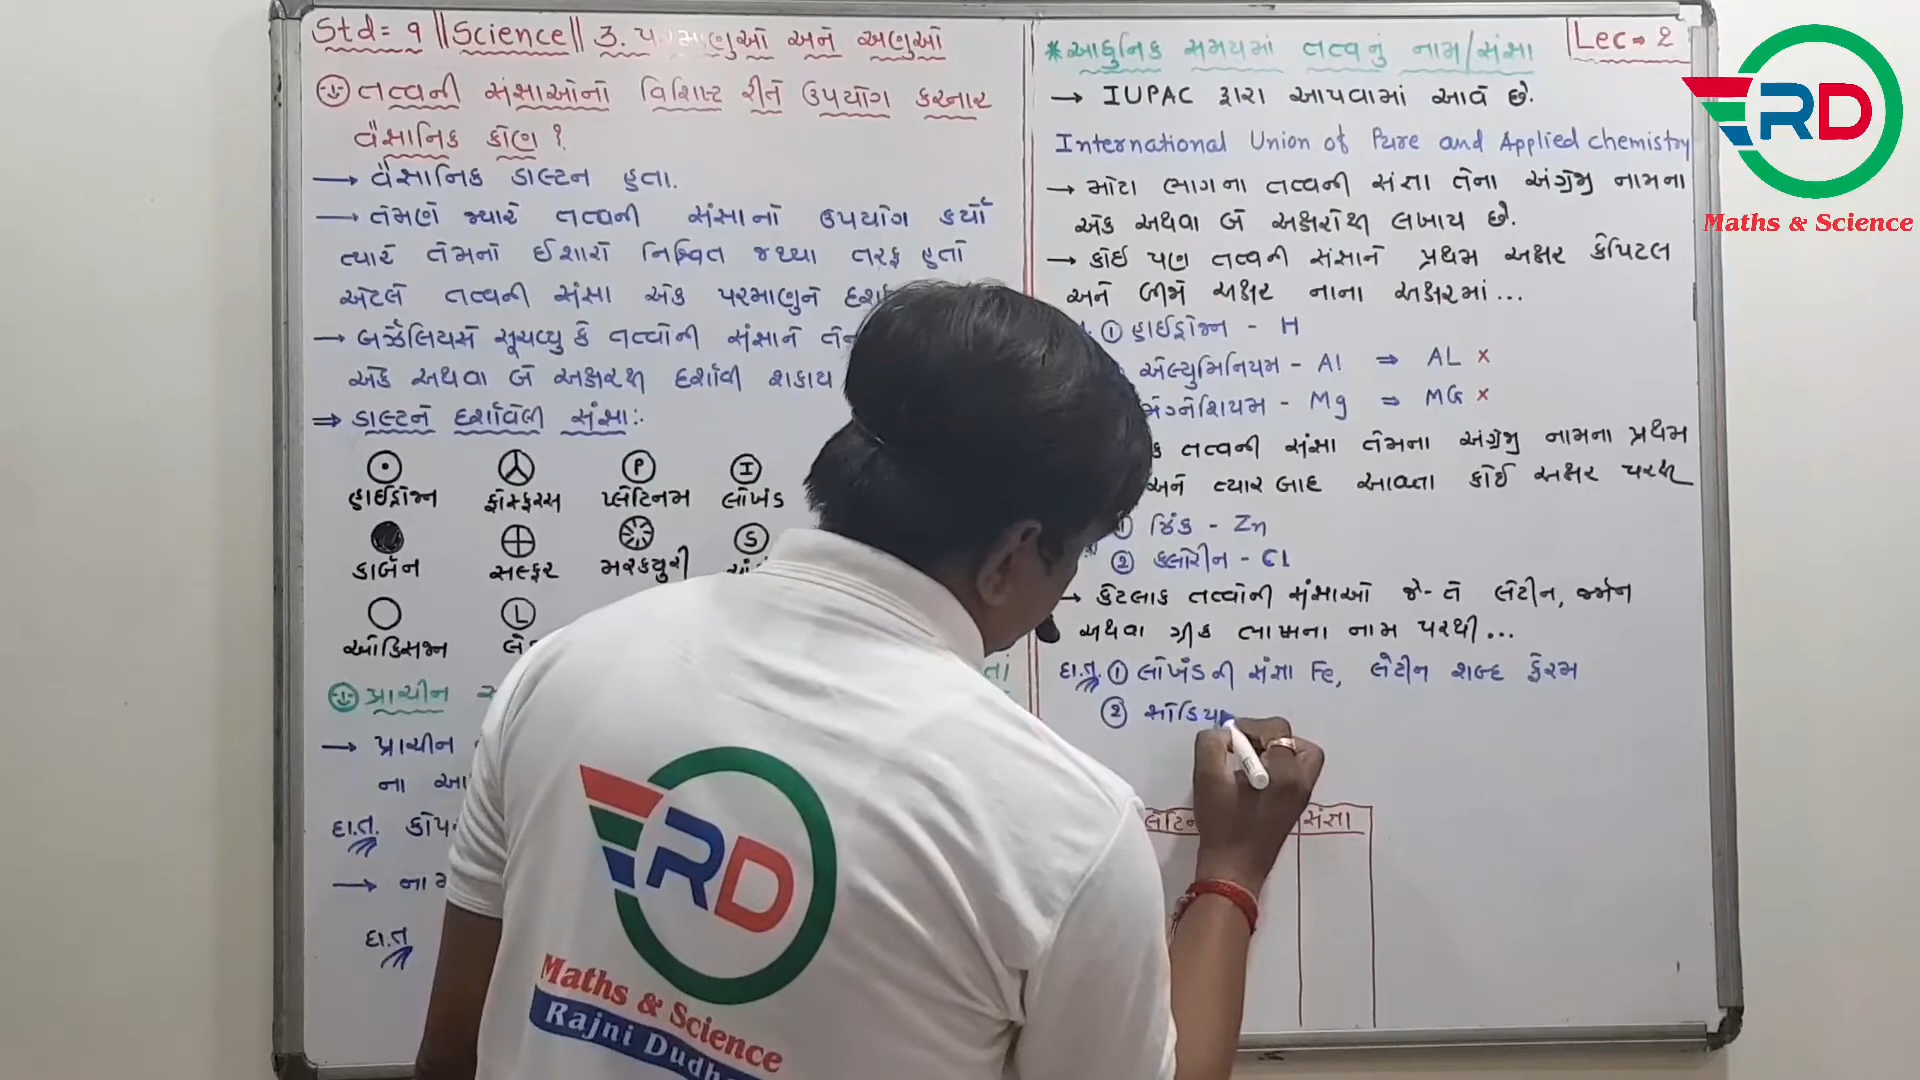 Std = ૧ || Science || 3. પરમાણુઓ અને અણુઓ
તત્વની સંજ્ઞાઓનો વિશિષ્ટ રીતે ઉપયોગ કરનાર
વૈજ્ઞાનિક કોણ ?
→ વૈજ્ઞાનિક ડાલ્ટન હતા.
→ તેમણે જ્યારે તત્વની સંજ્ઞાનો ઉપયોગ કર્યો
ત્યારે તેમનો ઈશારો નિશ્ચિત જથ્થા તરફ હતો
એટલે તત્વની સંજ્ઞા એક પરમાણુને
→ બર્ઝેલિયસે સૂચવ્યુ કે તત્વોની સંજ્ઞાને
એક અથવા બે અક્ષરથી દર્શાવી શકાય
⇒ ડાલ્ટને દર્શાવેલી સંજ્ઞા:-
P I
હાઈડ્રોજન ફોસ્ફરસ પ્લેટિનમ લોખંડ
S
કાર્બન સલ્ફર મરક્યુરી
L
ઓક્સિજન
પ્રાચીન
→ પ્રાચીન
ના
દા.ત. કોપ
→ નામ
દા.ત
Lec ⇒ 2
* આધુનિક સમયમાં તત્વનું નામ/સંજ્ઞા
→ IUPAC દ્વારા આપવામાં આવે છે.
International Union of Pure and Applied chemistry
→ મોટા ભાગના તત્વની સંજ્ઞા તેના અંગ્રેજી નામના
એક અથવા બે અક્ષરોથી લખાય છે.
→ કોઈ પણ તત્વની સંજ્ઞાને પ્રથમ અક્ષર કેપિટલ
અને બીજો અક્ષર નાના અક્ષરમાં...
① હાઈડ્રોજન - H
એલ્યુમિનિયમ - Al ⇒ AL ×
મેગ્નેશિયમ - Mg ⇒ MG ×
ક તત્વની સંજ્ઞા તેમના અંગ્રેજી નામના પ્રથમ
અને ત્યારબાદ આવતા કોઈ અક્ષર પરથી
① ઝિંક - Zn
② ક્લોરીન - Cl
→ કેટલાક તત્વોની સંજ્ઞાઓ જે-તે લેટીન, જર્મન
અથવા ગ્રીક ભાષાના નામ પરથી...
દા.ત ① લોખંડની સંજ્ઞા Fe, લેટીન શબ્દ ફેરમ
② સોડિય
લેટિન સંજ્ઞા
RD
Maths & Science
RD
Maths & Science
Rajni